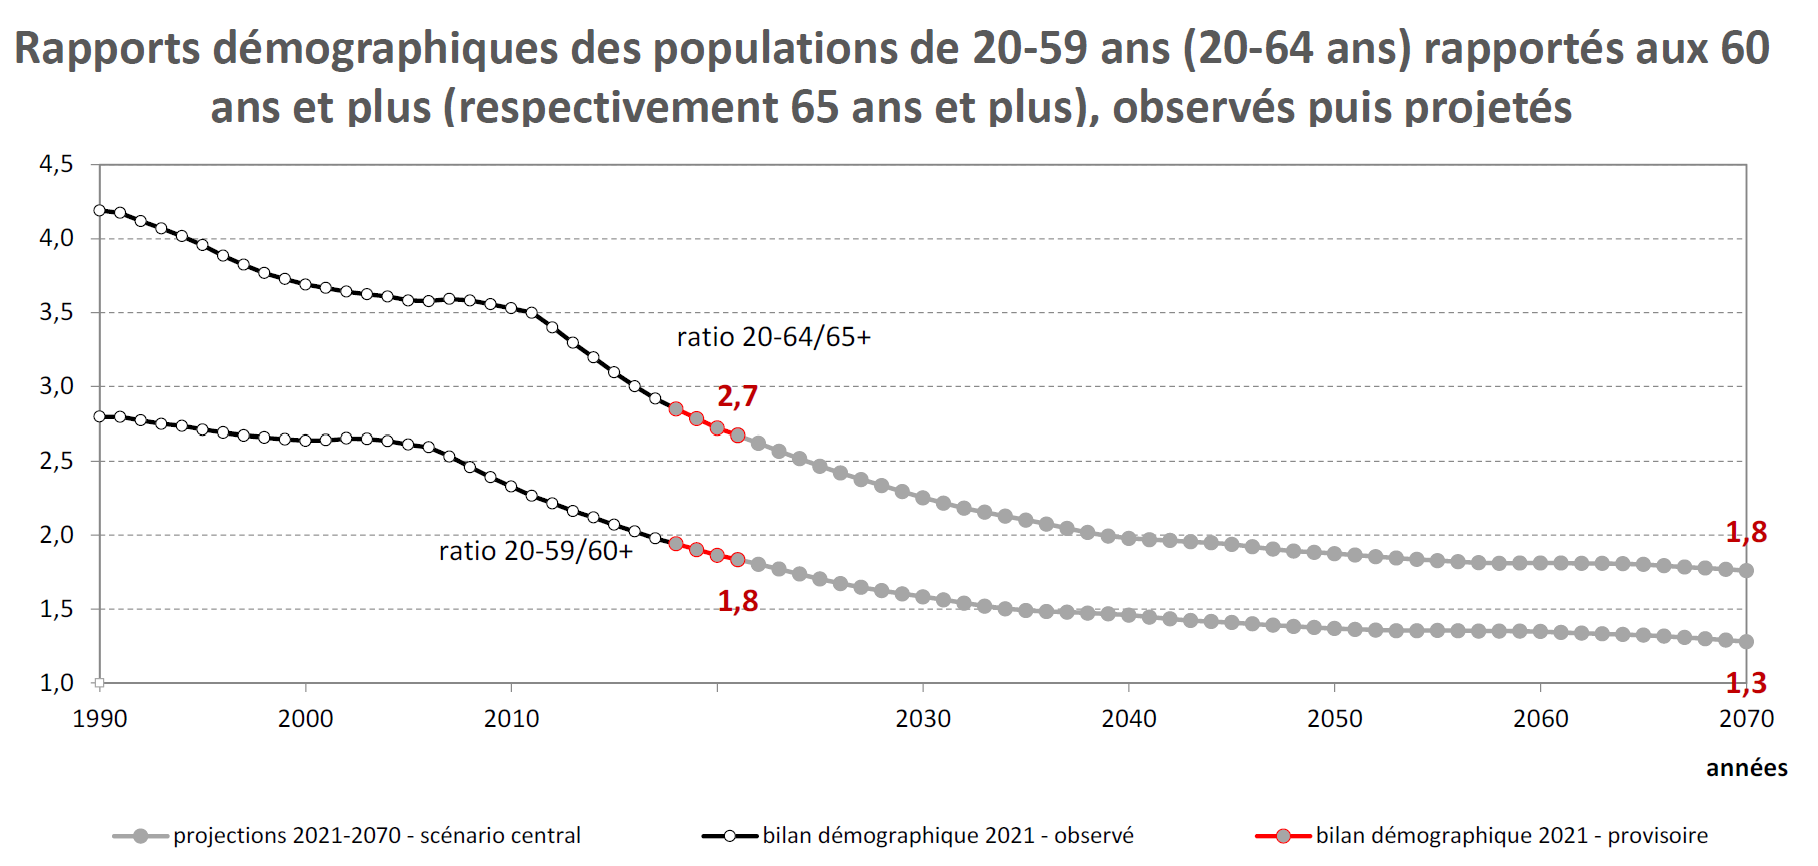 Rapports démographiques des populations de 20-59 ans (20-64 ans) rapportés aux 60
ans et plus (respectivement 65 ans et plus), observés puis projetés
4,5
4,0
3,5
ratio 20-64/65+
3,0
2,7
2,5
2,0
1,8
ratio 20-59/60+
1,8
1,5
1,0
1,3
1990 2000 2010 2030 2040 2050 2060 2070
années
projections 2021-2070 - scénario central bilan démographique 2021 - observé bilan démographique 2021 - provisoire